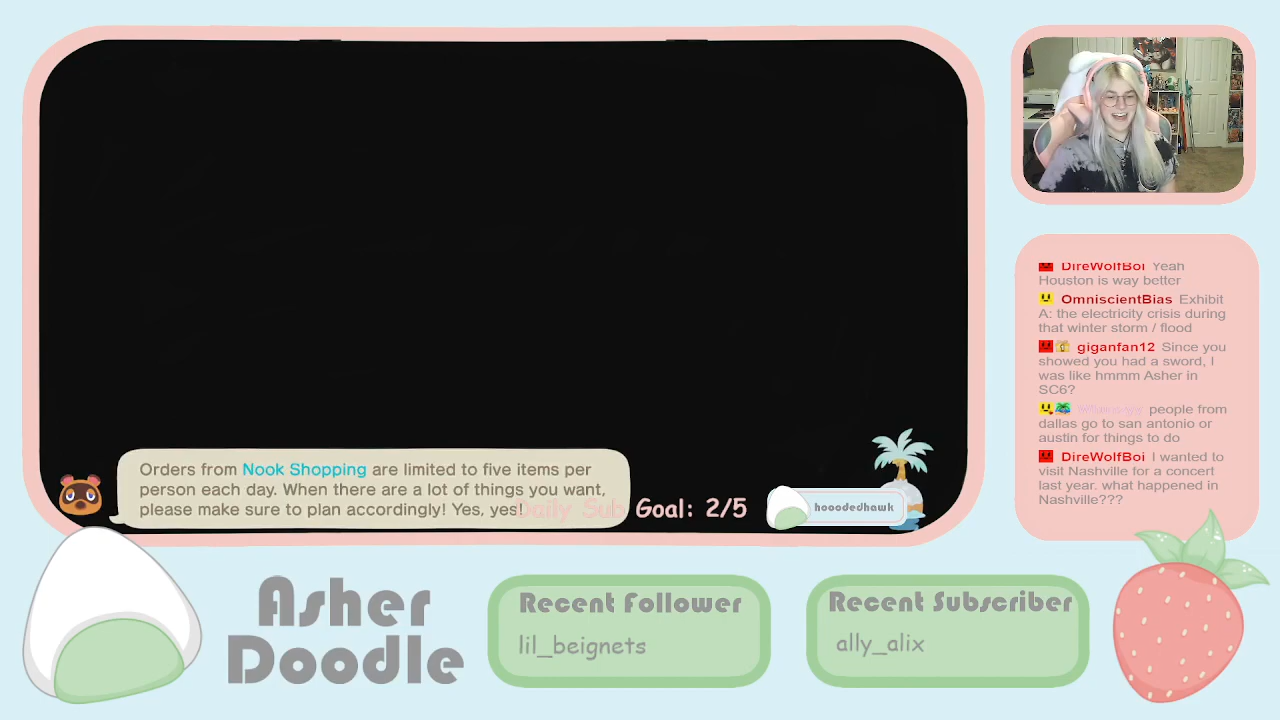 Orders from Nook Shopping are limited to five items per
person each day. When there are a lot of things you want,
please make sure to plan accordingly! Yes, yes!
Daily Sub Goal: 2/5
hooodedhawk
DireWolfBoi Yeah
Houston is way better
OmniscientBias Exhibit
A: the electricity crisis during
that winter storm / flood
giganfan12 Since you
showed you had a sword, I
was like hmmm Asher in
SC6?
people from
dallas go to san antonio or
austin for things to do
DireWolfBoi I wanted to
visit Nashville for a concert
last year. what happened in
Nashville???
Asher
Doodle
Recent Follower
lil_beignets
Recent Subscriber
ally_alix